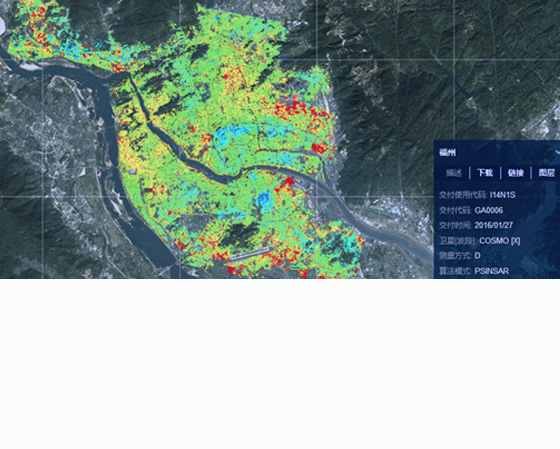 福州
描述 下载 链接 图层
交付使用代码: I14N1S
交付代码: GA0006
交付时间: 2016/01/27
卫星[波段]: COSMO [X]
测量方式: D
算法模式: PSINSAR